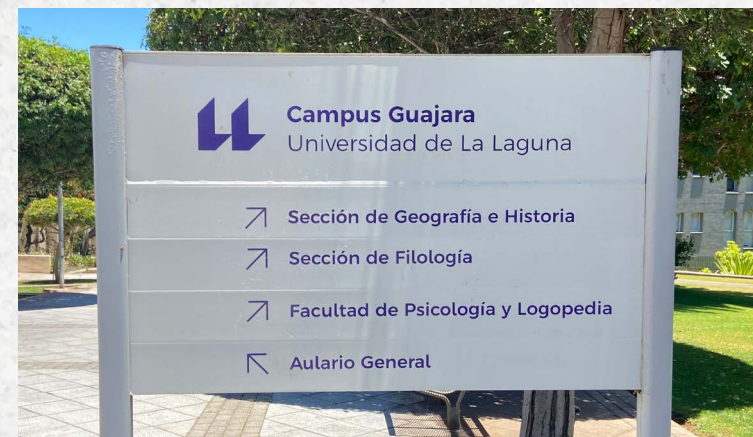 Campus Guajara
Universidad de La Laguna
Sección de Geografía e Historia
Sección de Filología
Facultad de Psicología y Logopedia
Aulario General